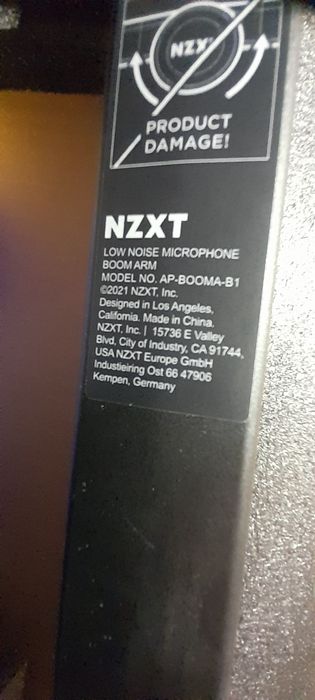 NZXT
PRODUCT
DAMAGE!
NZXT
LOW NOISE MICROPHONE
BOOM ARM
MODEL NO. AP-BOOMA-B1
©2021 NZXT, Inc.
Designed in Los Angeles,
California. Made in China.
NZXT, Inc. | 15736 E Valley
Blvd, City of Industry, CA 91744,
USA NZXT Europe GmbH
Industieiring Ost 66 47906
Kempen, Germany